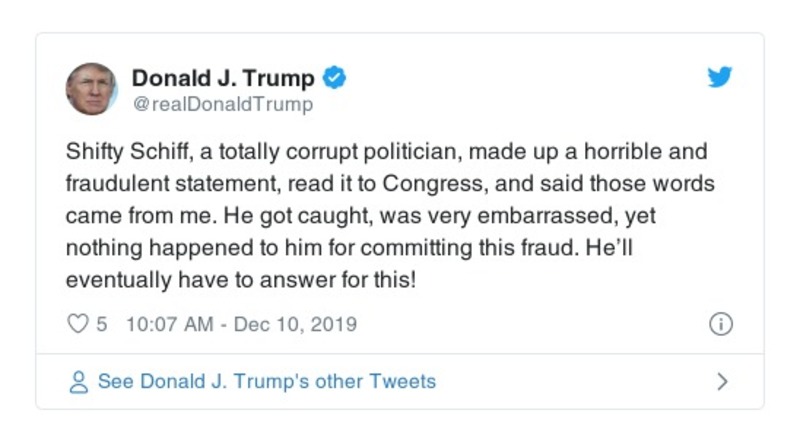 Donald J. Trump
@realDonaldTrump
Shifty Schiff, a totally corrupt politician, made up a horrible and
fraudulent statement, read it to Congress, and said those words
came from me. He got caught, was very embarrassed, yet
nothing happened to him for committing this fraud. He’ll
eventually have to answer for this!
5 10:07 AM - Dec 10, 2019
See Donald J. Trump's other Tweets